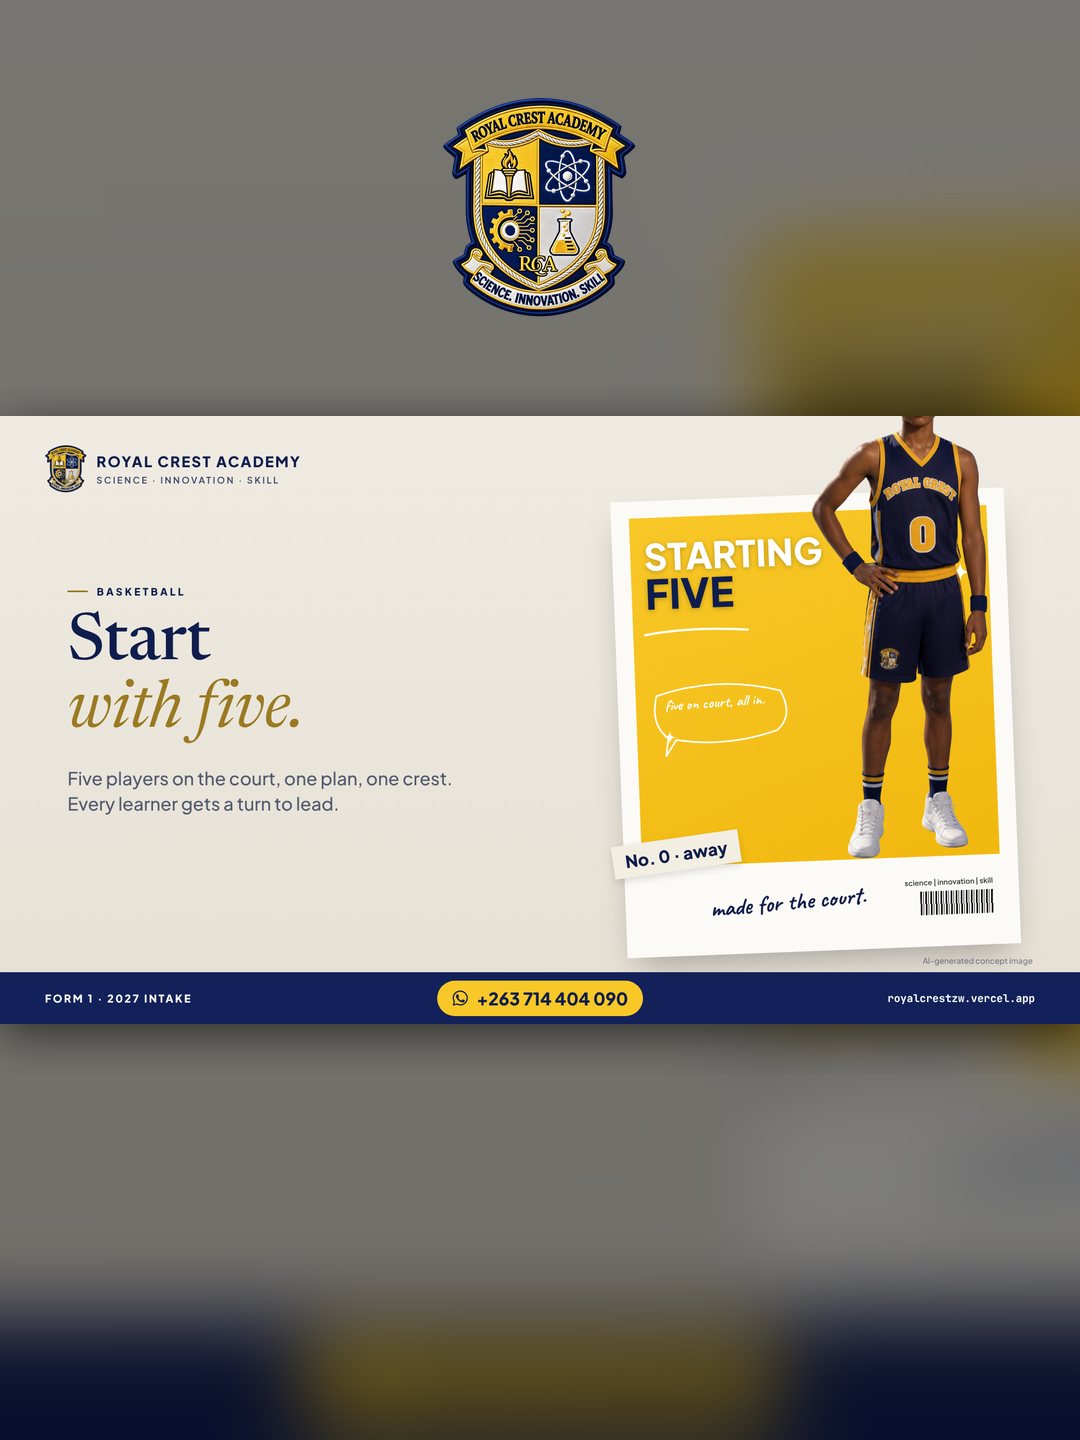 ROYAL CREST ACADEMY
RCA
SCIENCE. INNOVATION. SKILL
ROYAL CREST ACADEMY
SCIENCE · INNOVATION · SKILL
BASKETBALL
Start
with five.
Five players on the court, one plan, one crest.
Every learner gets a turn to lead.
STARTING
FIVE
five on court, all in.
ROYAL CREST
0
No. 0 · away
made for the court.
science | innovation | skill
AI-generated concept image
FORM 1 · 2027 INTAKE
+263 714 404 090
royalcrestzw.vercel.app